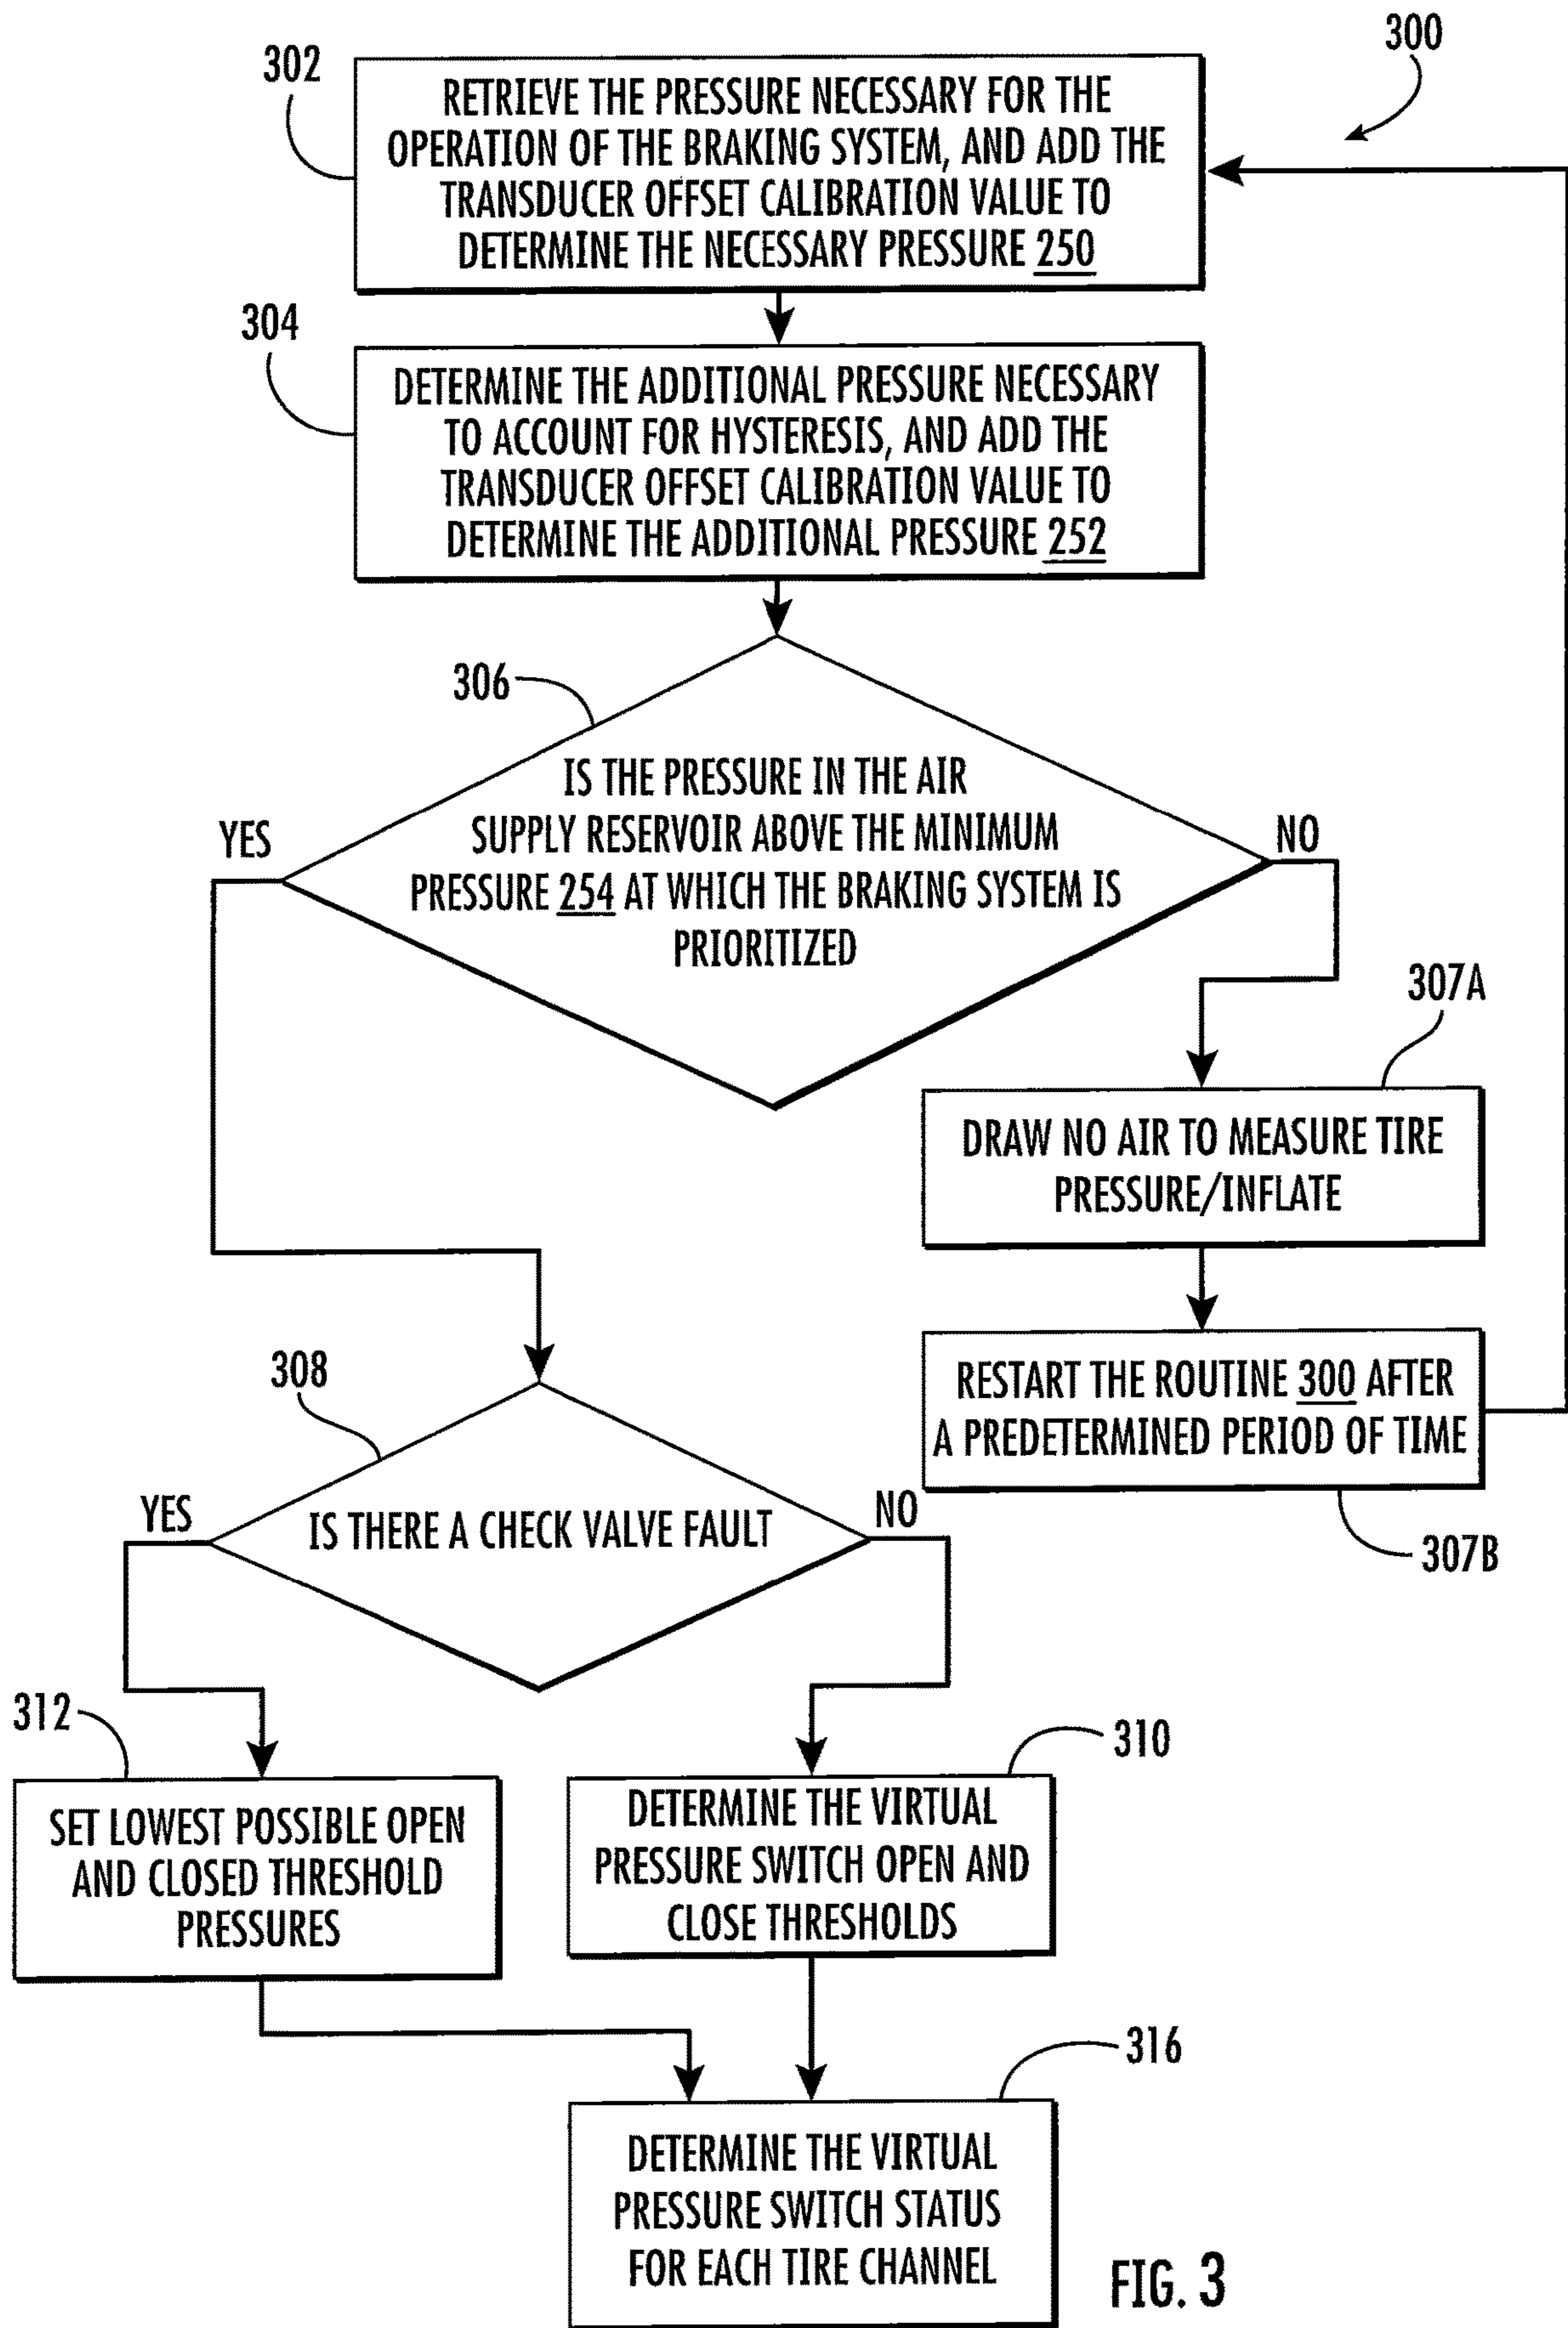 300
302
RETRIEVE THE PRESSURE NECESSARY FOR THE
OPERATION OF THE BRAKING SYSTEM, AND ADD THE
TRANSDUCER OFFSET CALIBRATION VALUE TO
DETERMINE THE NECESSARY PRESSURE 250
304
DETERMINE THE ADDITIONAL PRESSURE NECESSARY
TO ACCOUNT FOR HYSTERESIS, AND ADD THE
TRANSDUCER OFFSET CALIBRATION VALUE TO
DETERMINE THE ADDITIONAL PRESSURE 252
306
IS THE PRESSURE IN THE AIR
SUPPLY RESERVOIR ABOVE THE MINIMUM
PRESSURE 254 AT WHICH THE BRAKING SYSTEM IS
PRIORITIZED
YES
NO
307A
DRAW NO AIR TO MEASURE TIRE
PRESSURE/INFLATE
RESTART THE ROUTINE 300 AFTER
A PREDETERMINED PERIOD OF TIME
307B
308
IS THERE A CHECK VALVE FAULT
YES
NO
312
SET LOWEST POSSIBLE OPEN
AND CLOSED THRESHOLD
PRESSURES
310
DETERMINE THE VIRTUAL
PRESSURE SWITCH OPEN AND
CLOSE THRESHOLDS
316
DETERMINE THE VIRTUAL
PRESSURE SWITCH STATUS
FOR EACH TIRE CHANNEL
FIG. 3